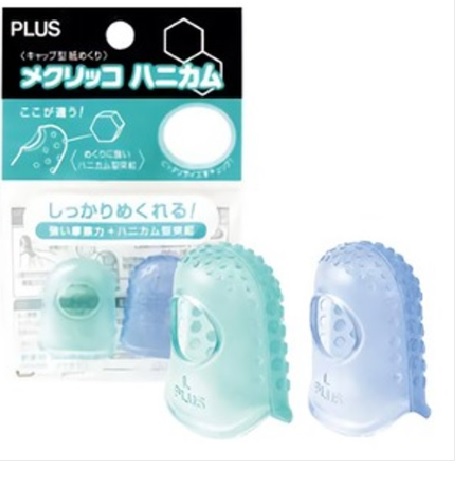 PLUS
〈キャップ型紙めくり〉
メクリッコ ハニカム
ここが違う!
めくりに強い
ハニカム型突起
しっかりめくれる!
強い摩擦力+ハニカム型突起
L
PLUS
L
PLUS